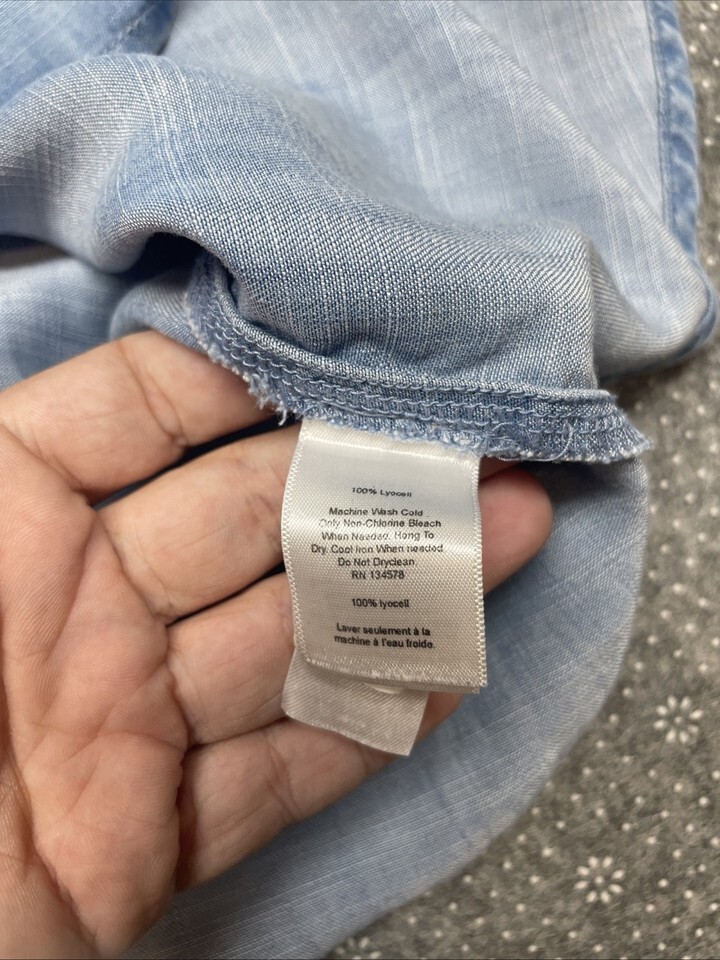 100% Lyocell
Machine Wash Cold
Only Non-Chlorine Bleach
When Needed. Hang To
Dry. Cool Iron When needed.
Do Not Dryclean.
RN 134578
100% lyocell
Laver seulement à la
machine à l'eau froide.